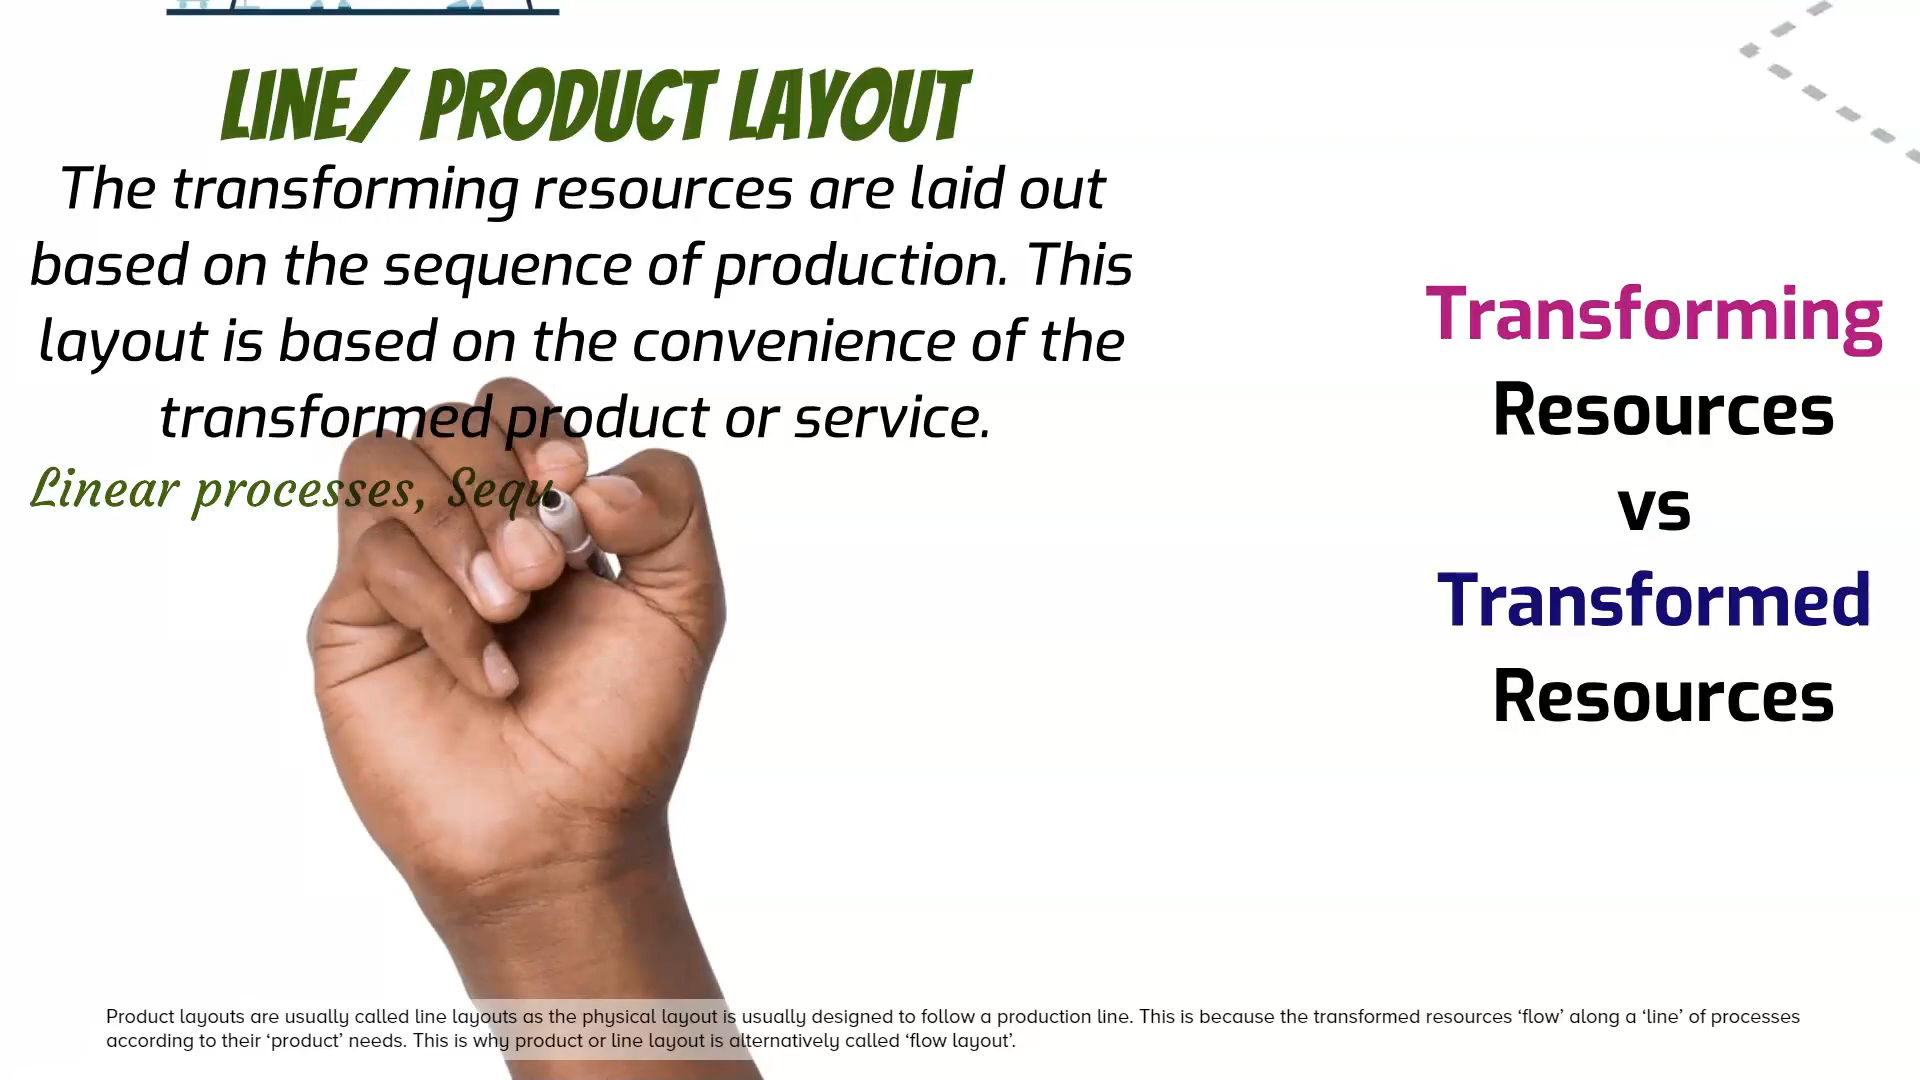 LINE/ PRODUCT LAYOUT
The transforming resources are laid out
based on the sequence of production. This
layout is based on the convenience of the
transformed product or service.
Linear processes, Sequ
Transforming
Resources
vs
Transformed
Resources
Product layouts are usually called line layouts as the physical layout is usually designed to follow a production line. This is because the transformed resources ‘flow’ along a ‘line’ of processes
according to their ‘product’ needs. This is why product or line layout is alternatively called ‘flow layout’.